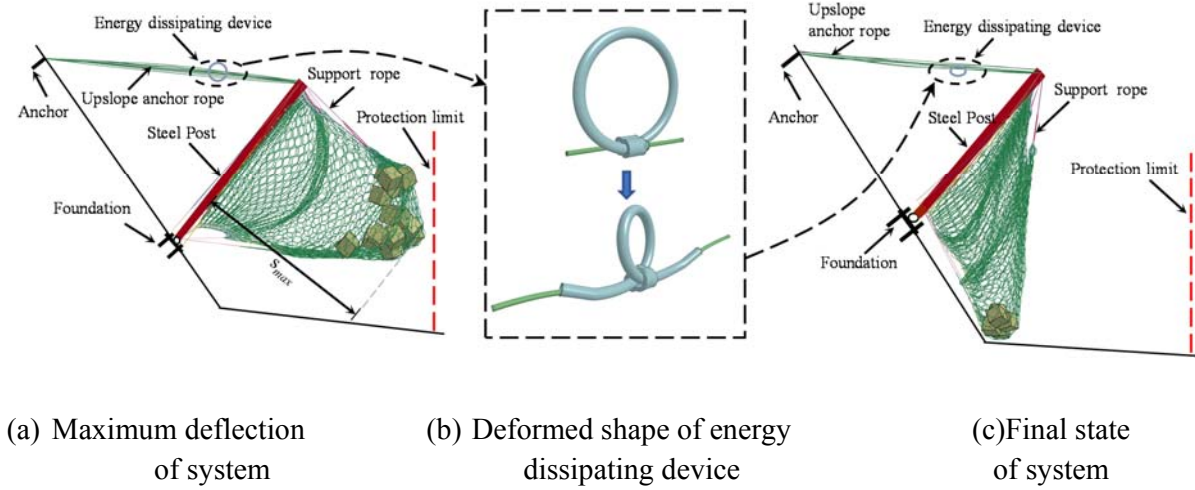 Energy dissipating device
Support rope
Upslope anchor rope
Anchor
Steel Post
Protection limit
Foundation
Smax
Upslope
anchor rope
Energy dissipating device
Support rope
Anchor
Steel Post
Protection limit
Foundation
(a) Maximum deflection
of system
(b) Deformed shape of energy
dissipating device
(c)Final state
of system